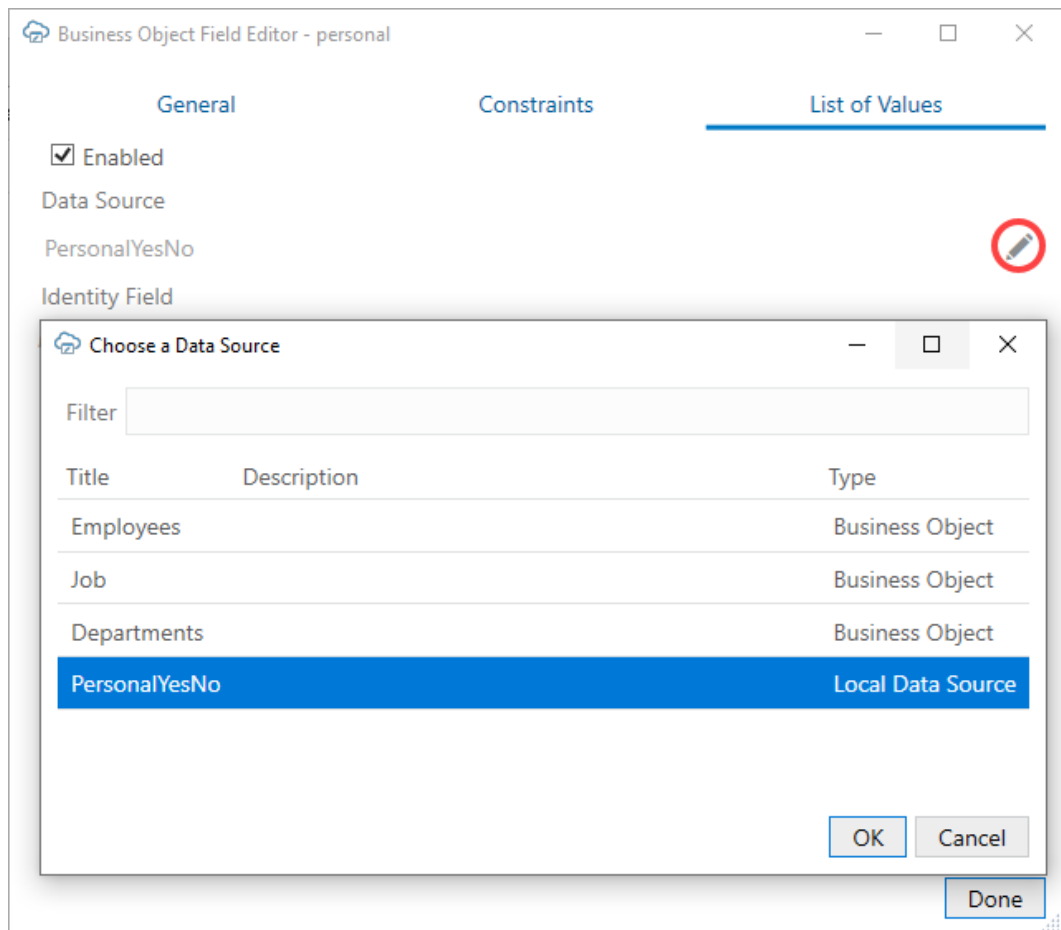 Business Object Field Editor - personal
General Constraints List of Values
Enabled
Data Source
PersonalYesNo
Identity Field
Choose a Data Source
Filter
Title Description Type
Employees Business Object
Job Business Object
Departments Business Object
PersonalYesNo Local Data Source
OK Cancel
Done